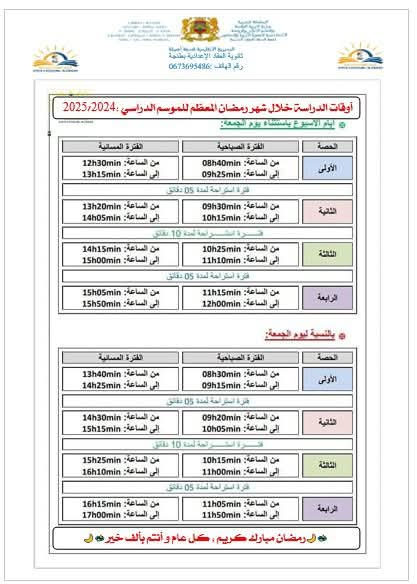 ثانوية العقاد الإعدادية بطنجة
رقم الهاتف :0673695486
أوقات الدراسة خلال شهر رمضان المعظم للموسم الدراسي :2025/2024
أيام الأسبوع باستثناء يوم الجمعة:
الحصة الفترة الصباحية الفترة المسائية
الأولى
من الساعة: 08h40min من الساعة: 12h30min
إلى الساعة: 09h25min إلى الساعة: 13h15min
فترة استراحة لمدة 05 دقائق
الثانية
من الساعة: 09h30min من الساعة: 13h20min
إلى الساعة: 10h15min إلى الساعة: 14h05min
فترة استراحة لمدة 10 دقائق
الثالثة
من الساعة: 10h25min من الساعة: 14h15min
إلى الساعة: 11h10min إلى الساعة: 15h00min
فترة استراحة لمدة 05 دقائق
الرابعة
من الساعة: 11h15min من الساعة: 15h05min
إلى الساعة: 12h00min إلى الساعة: 15h50min
بالنسبة ليوم الجمعة:
الحصة الفترة الصباحية الفترة المسائية
الأولى
من الساعة: 08h30min من الساعة: 13h40min
إلى الساعة: 09h15min إلى الساعة: 14h25min
فترة استراحة لمدة 05 دقائق
الثانية
من الساعة: 09h20min من الساعة: 14h30min
إلى الساعة: 10h05min إلى الساعة: 15h15min
فترة استراحة لمدة 10 دقائق
الثالثة
من الساعة: 10h15min من الساعة: 15h25min
إلى الساعة: 11h00min إلى الساعة: 16h10min
فترة استراحة لمدة 05 دقائق
الرابعة
من الساعة: 11h05min من الساعة: 16h15min
إلى الساعة: 11h50min إلى الساعة: 17h00min
رمضان مبارك كريم ، كل عام و أنتم بألف خير